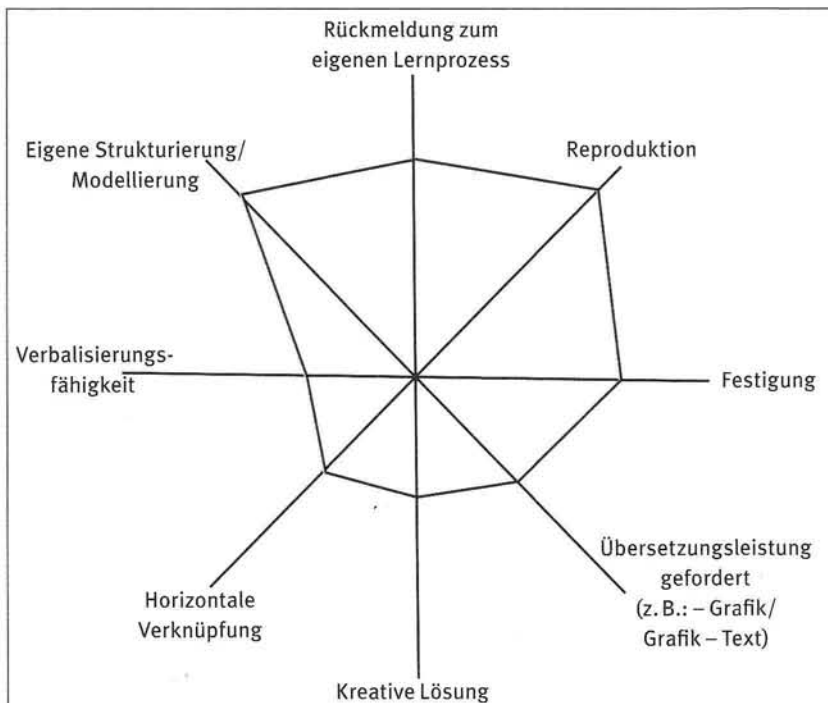 Rückmeldung zum
eigenen Lernprozess
Eigene Strukturierung/
Modellierung
Reproduktion
Verbalisierungs-
fähigkeit
Festigung
Horizontale
Verknüpfung
Übersetzungsleistung
gefordert
(z. B.: – Grafik/
Grafik – Text)
Kreative Lösung